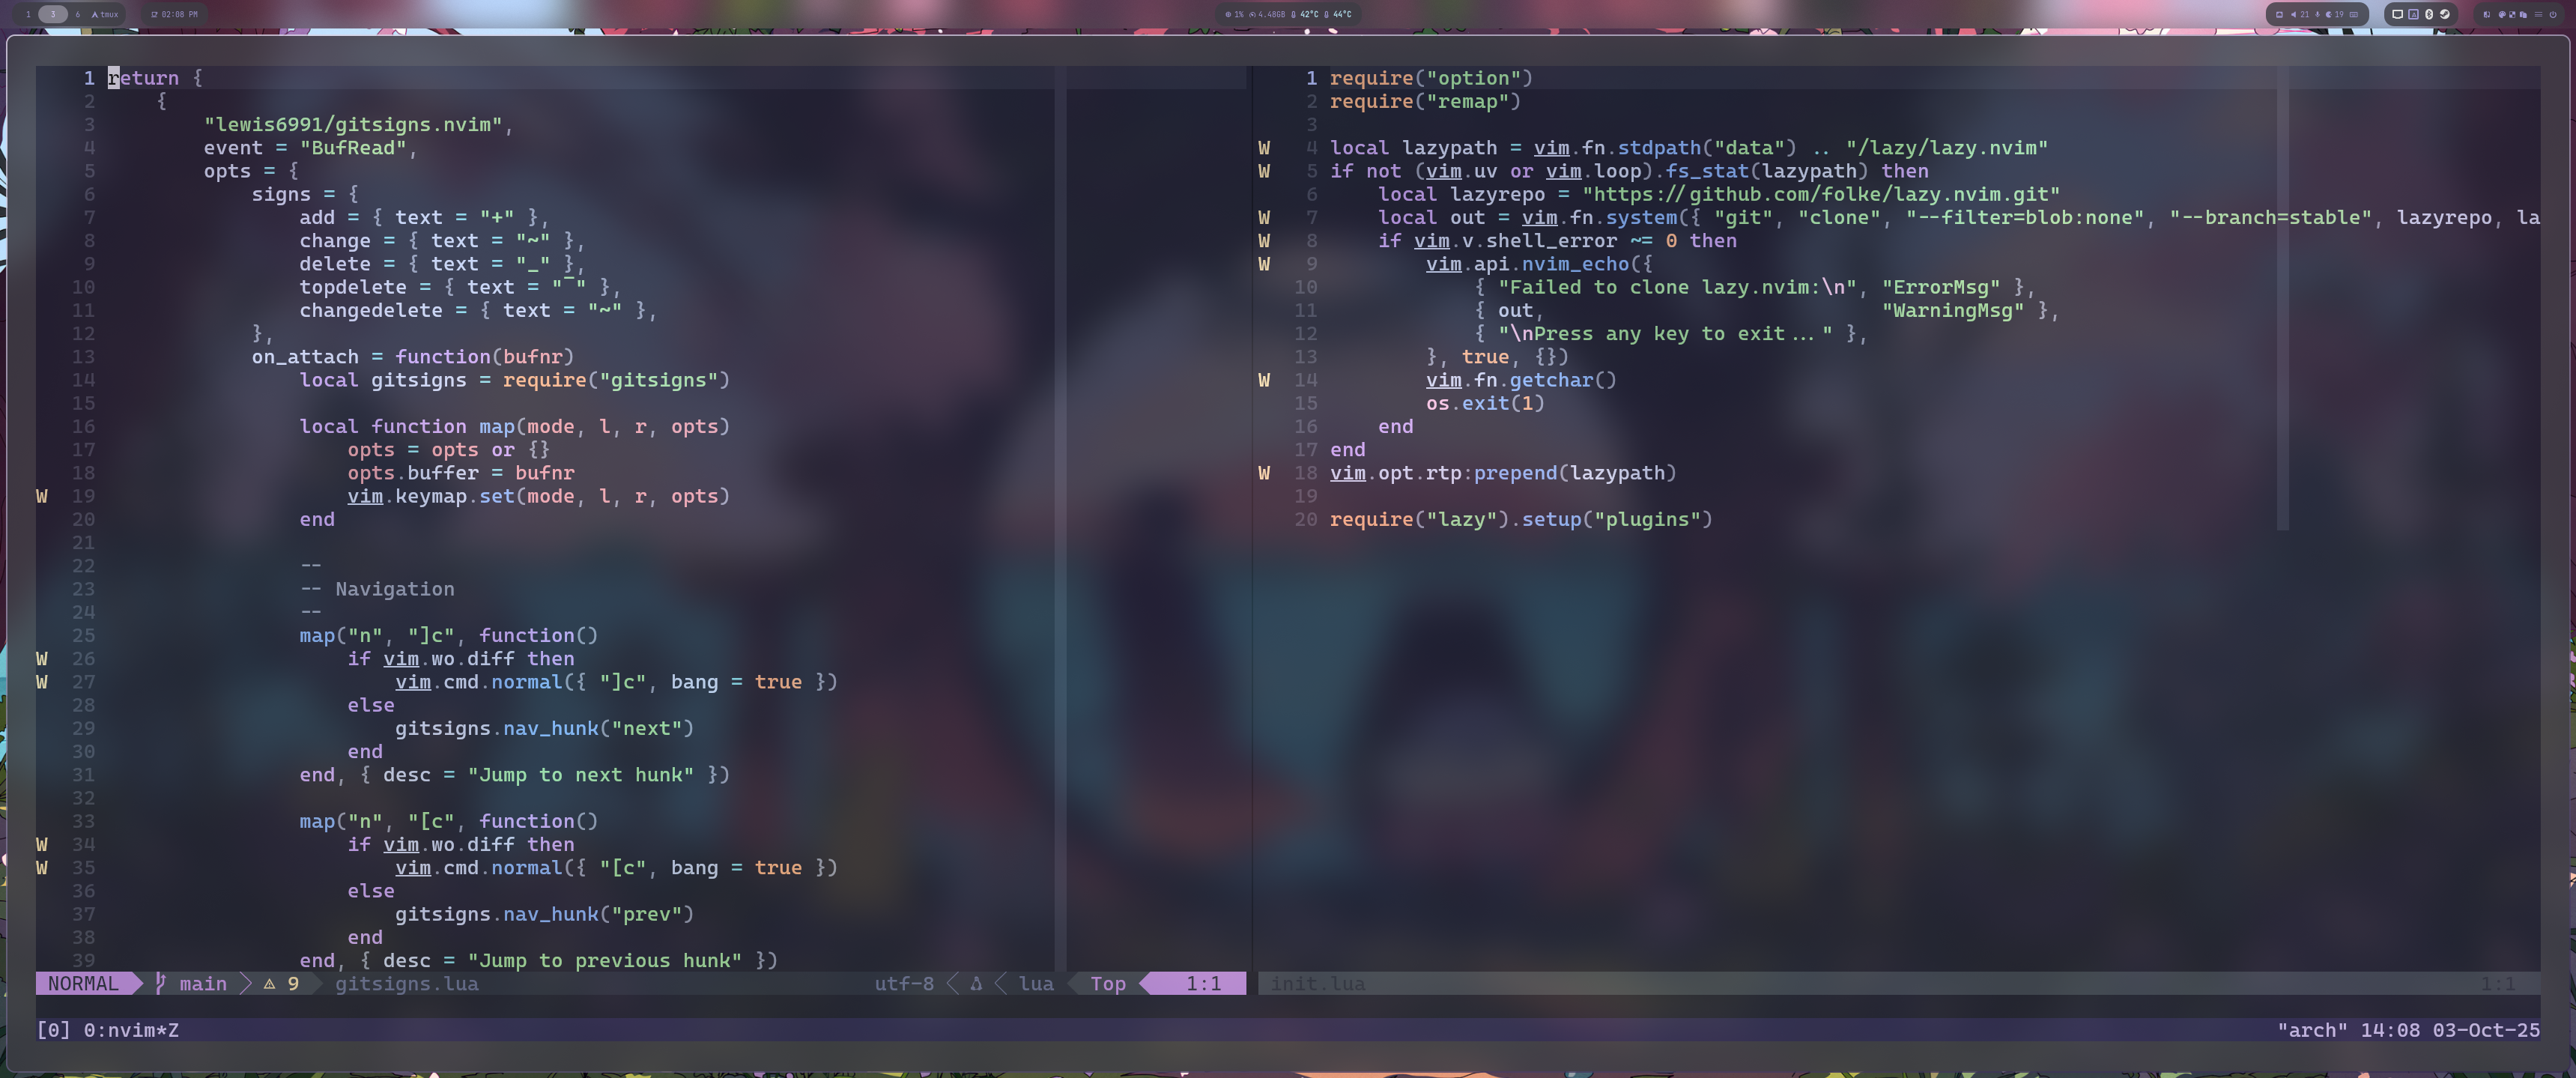 1 3 6 tmux 02:08 PM 1% 4.48GB 42°C 44°C 21 19
1 return {
2     {
3         "lewis6991/gitsigns.nvim",
4         event = "BufRead",
5         opts = {
6             signs = {
7                 add = { text = "+" },
8                 change = { text = "~" },
9                 delete = { text = "_" },
10                 topdelete = { text = "‾" },
11                 changedelete = { text = "~" },
12             },
13             on_attach = function(bufnr)
14                 local gitsigns = require("gitsigns")
15
16                 local function map(mode, l, r, opts)
17                     opts = opts or {}
18                     opts.buffer = bufnr
W 19                     vim.keymap.set(mode, l, r, opts)
20                 end
21
22                 --
23                 -- Navigation
24                 --
25                 map("n", "]c", function()
W 26                     if vim.wo.diff then
W 27                         vim.cmd.normal({ "]c", bang = true })
28                     else
29                         gitsigns.nav_hunk("next")
30                     end
31                 end, { desc = "Jump to next hunk" })
32
33                 map("n", "[c", function()
W 34                     if vim.wo.diff then
W 35                         vim.cmd.normal({ "[c", bang = true })
36                     else
37                         gitsigns.nav_hunk("prev")
38                     end
39                 end, { desc = "Jump to previous hunk" })
NORMAL main 9 gitsigns.lua utf-8 lua Top 1:1
1 require("option")
2 require("remap")
3
W 4 local lazypath = vim.fn.stdpath("data") .. "/lazy/lazy.nvim"
W 5 if not (vim.uv or vim.loop).fs_stat(lazypath) then
6     local lazyrepo = "https://github.com/folke/lazy.nvim.git"
W 7     local out = vim.fn.system({ "git", "clone", "--filter=blob:none", "--branch=stable", lazyrepo, la
W 8     if vim.v.shell_error ~= 0 then
W 9         vim.api.nvim_echo({
10             { "Failed to clone lazy.nvim:\n", "ErrorMsg" },
11             { out,                            "WarningMsg" },
12             { "\nPress any key to exit..." },
13         }, true, {})
W 14         vim.fn.getchar()
15         os.exit(1)
16     end
17 end
W 18 vim.opt.rtp:prepend(lazypath)
19
20 require("lazy").setup("plugins")
init.lua 1:1
[0] 0:nvim*Z "arch" 14:08 03-Oct-25